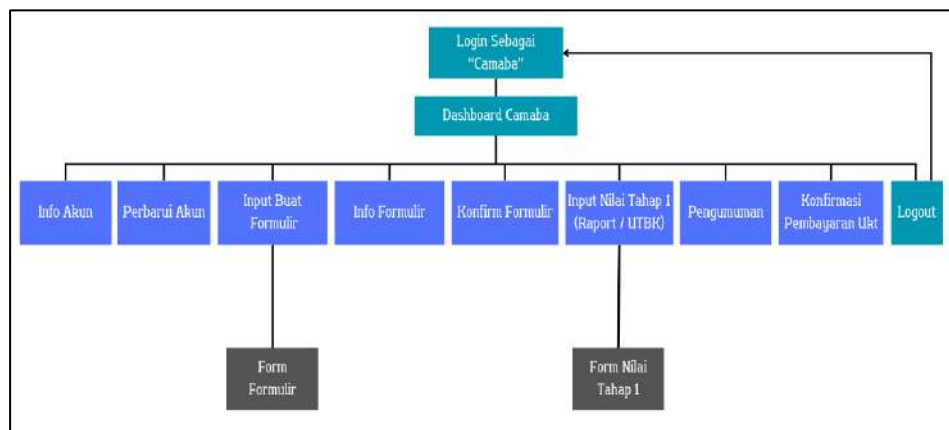 Login Sebagai
"Camaba"
Dashboard Camaba
Info Akun
Perbarui Akun
Input Buat
Formulir
Info Formulir
Konfirm Formulir
Input Nilai Tahap 1
(Raport / UTBK)
Pengumuman
Konfirmasi
Pembayaran Ukt
Logout
Form
Formulir
Form Nilai
Tahap 1